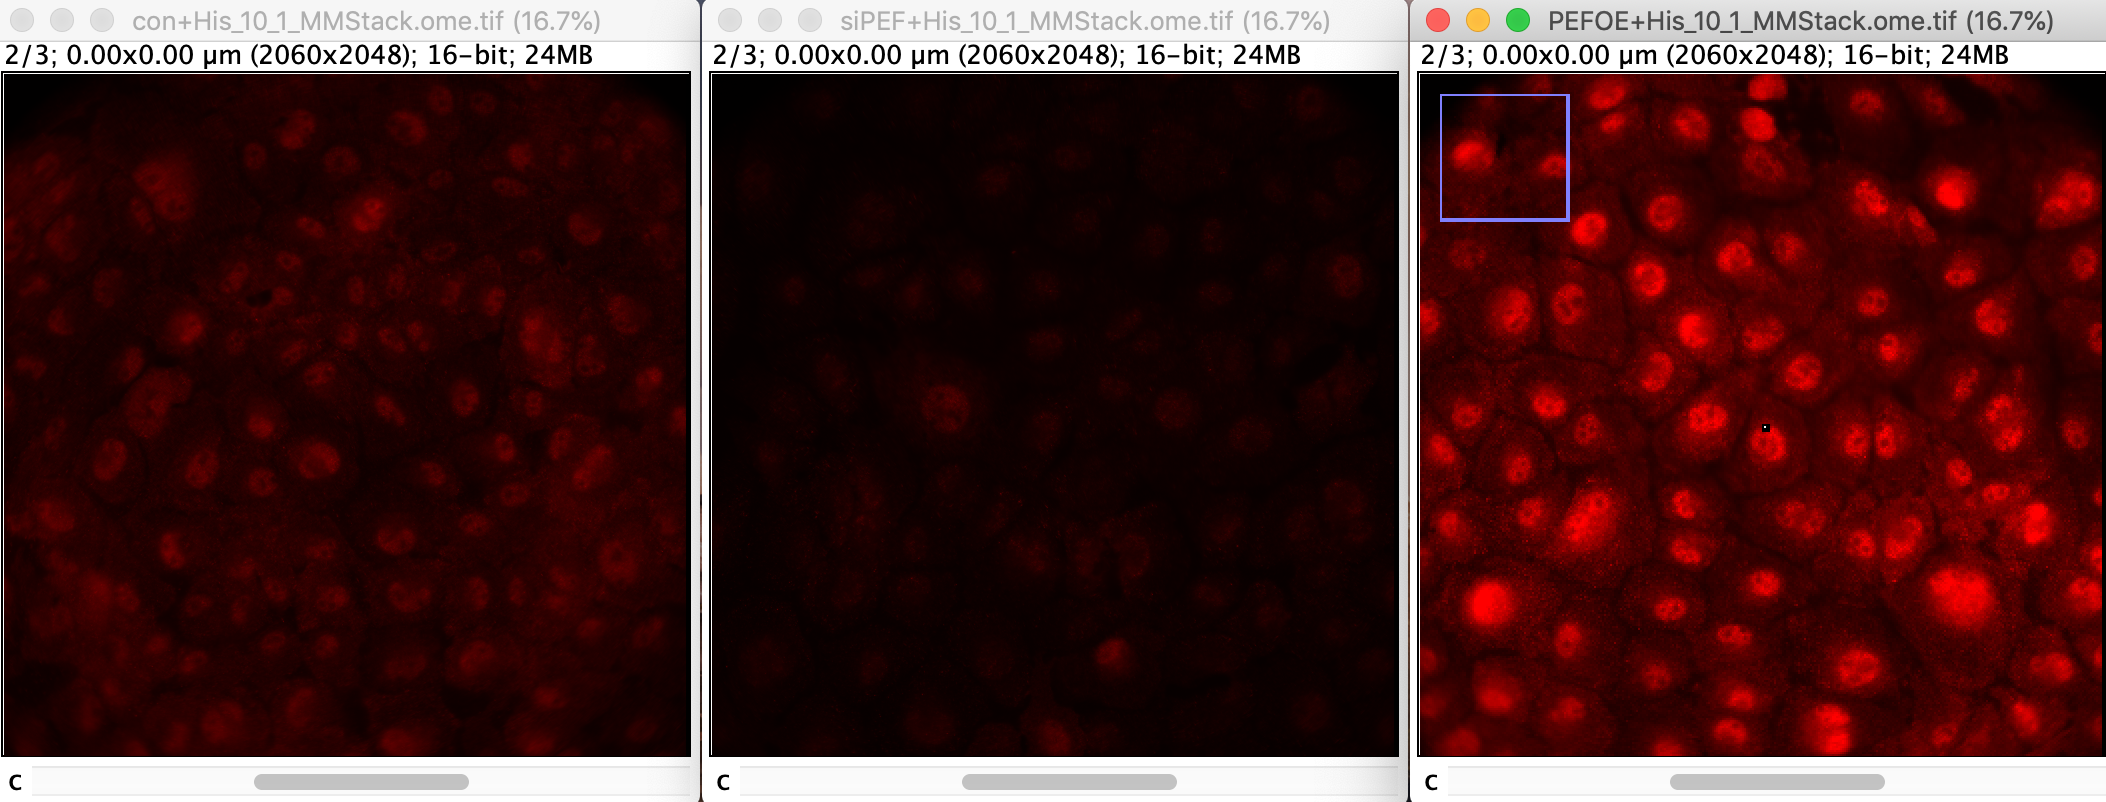 con+His_10_1_MMStack.ome.tif (16.7%)
2/3; 0.00x0.00 µm (2060x2048); 16-bit; 24MB
c
siPEF+His_10_1_MMStack.ome.tif (16.7%)
2/3; 0.00x0.00 µm (2060x2048); 16-bit; 24MB
c
PEFOE+His_10_1_MMStack.ome.tif (16.7%)
2/3; 0.00x0.00 µm (2060x2048); 16-bit; 24MB
c